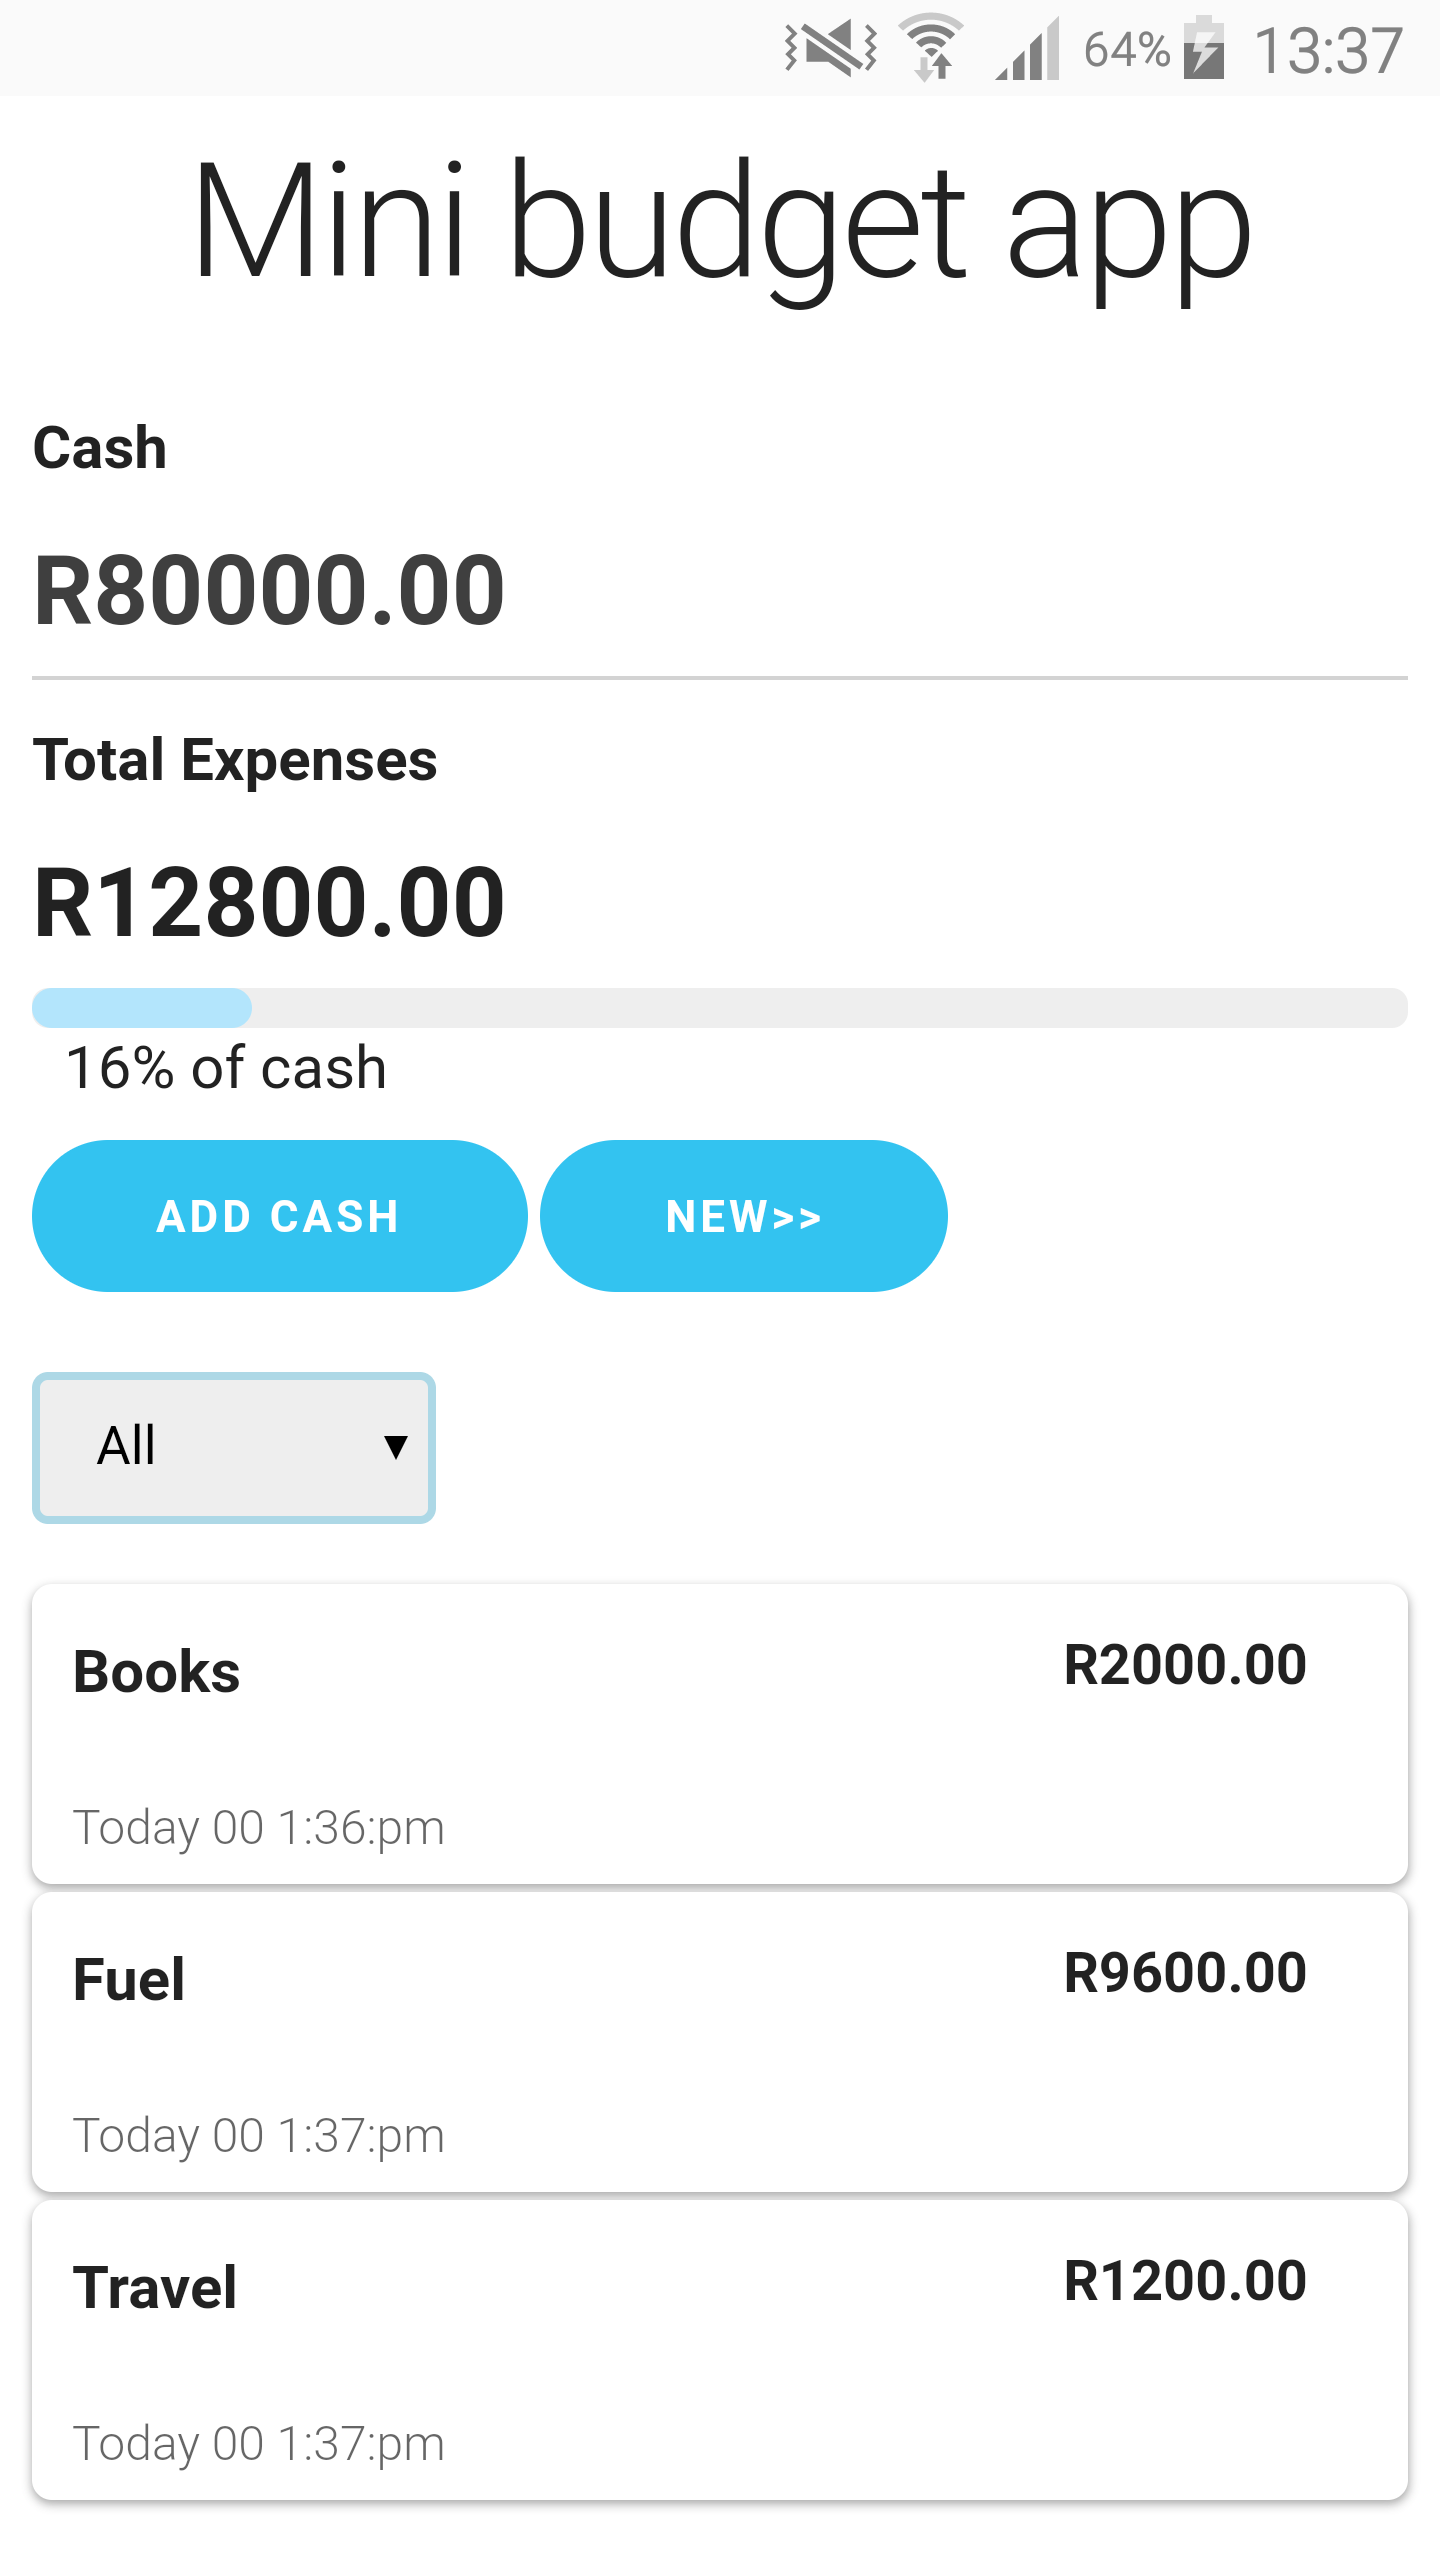 64% 13:37
Mini budget app
Cash
R80000.00
Total Expenses
R12800.00
16% of cash
ADD CASH NEW>>
All
Books R2000.00
Today 00 1:36:pm
Fuel R9600.00
Today 00 1:37:pm
Travel R1200.00
Today 00 1:37:pm